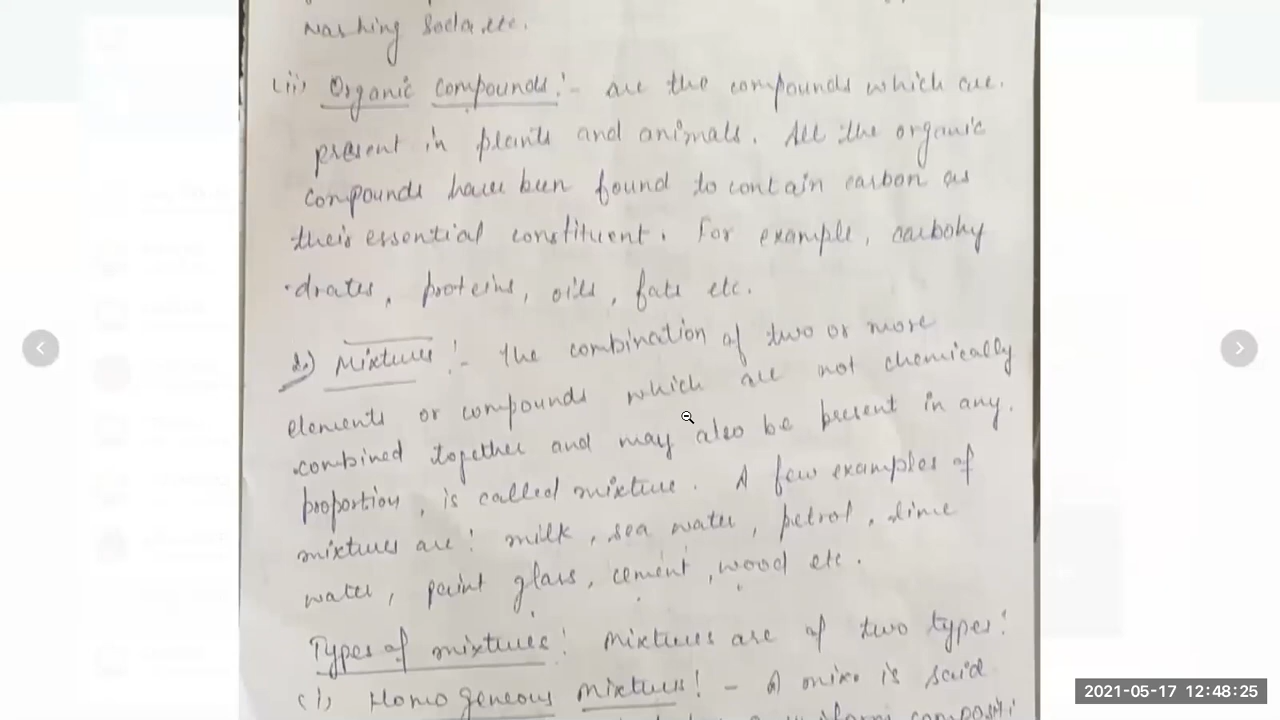 washing soda etc.
(ii) Organic compounds:- are the compounds which are.
present in plants and animals. All the organic
compounds have been found to contain carbon as
their essential constituent. For example, carbohy
-drates, proteins, oils, fats etc.
Mixture:- The combination of two or more
elements or compounds which are not chemically
combined together and may also be present in any.
proportion, is called mixture. A few examples of
mixtures are: milk, sea water, petrol, lime
water, paint glass, cement, wood etc.
Types of mixtures: Mixtures are of two types:
(i) Homogeneous mixture:- A mix. is said
uniform compositi
2021-05-17 12:48:25